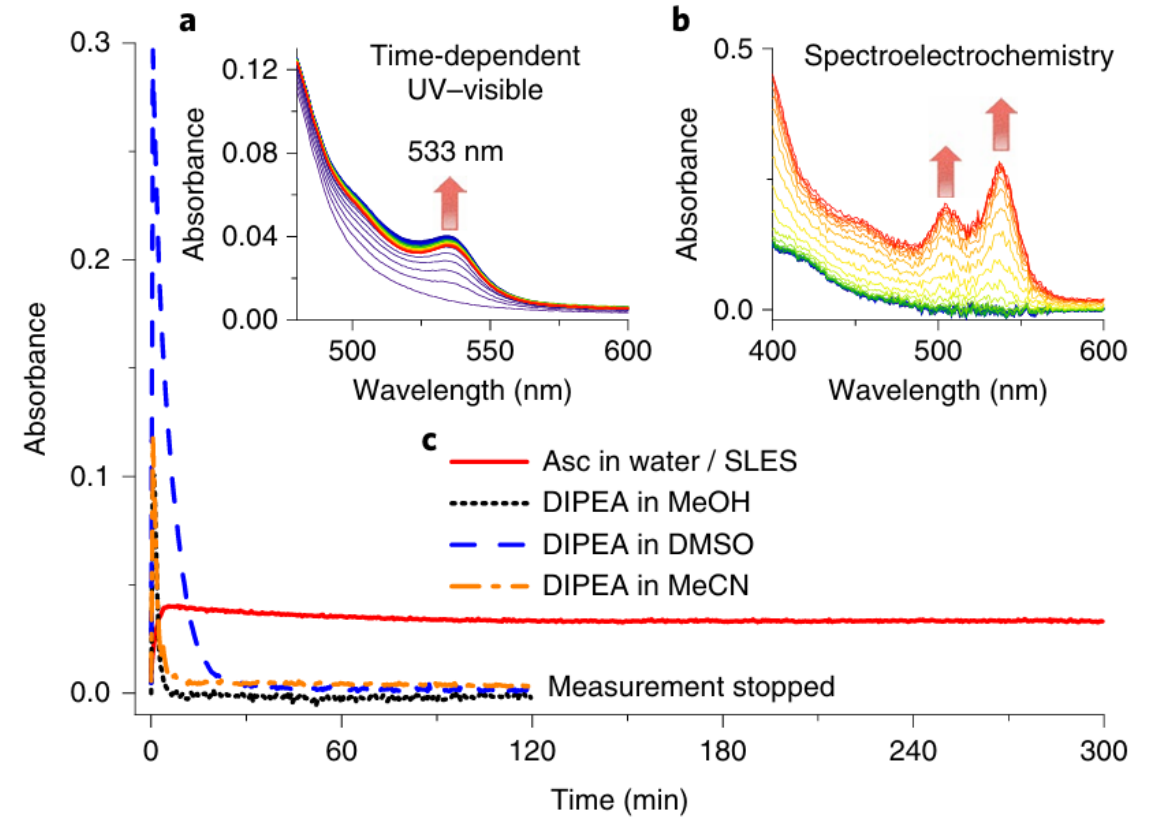 a
Time-dependent
UV–visible
533 nm
0.12
0.08
0.04
0.00
Absorbance
500
550
600
Wavelength (nm)
b
Spectroelectrochemistry
0.5
0.0
Absorbance
400
500
600
Wavelength (nm)
c
Asc in water / SLES
DIPEA in MeOH
DIPEA in DMSO
DIPEA in MeCN
Measurement stopped
0.3
0.2
0.1
0.0
Absorbance
0
60
120
180
240
300
Time (min)